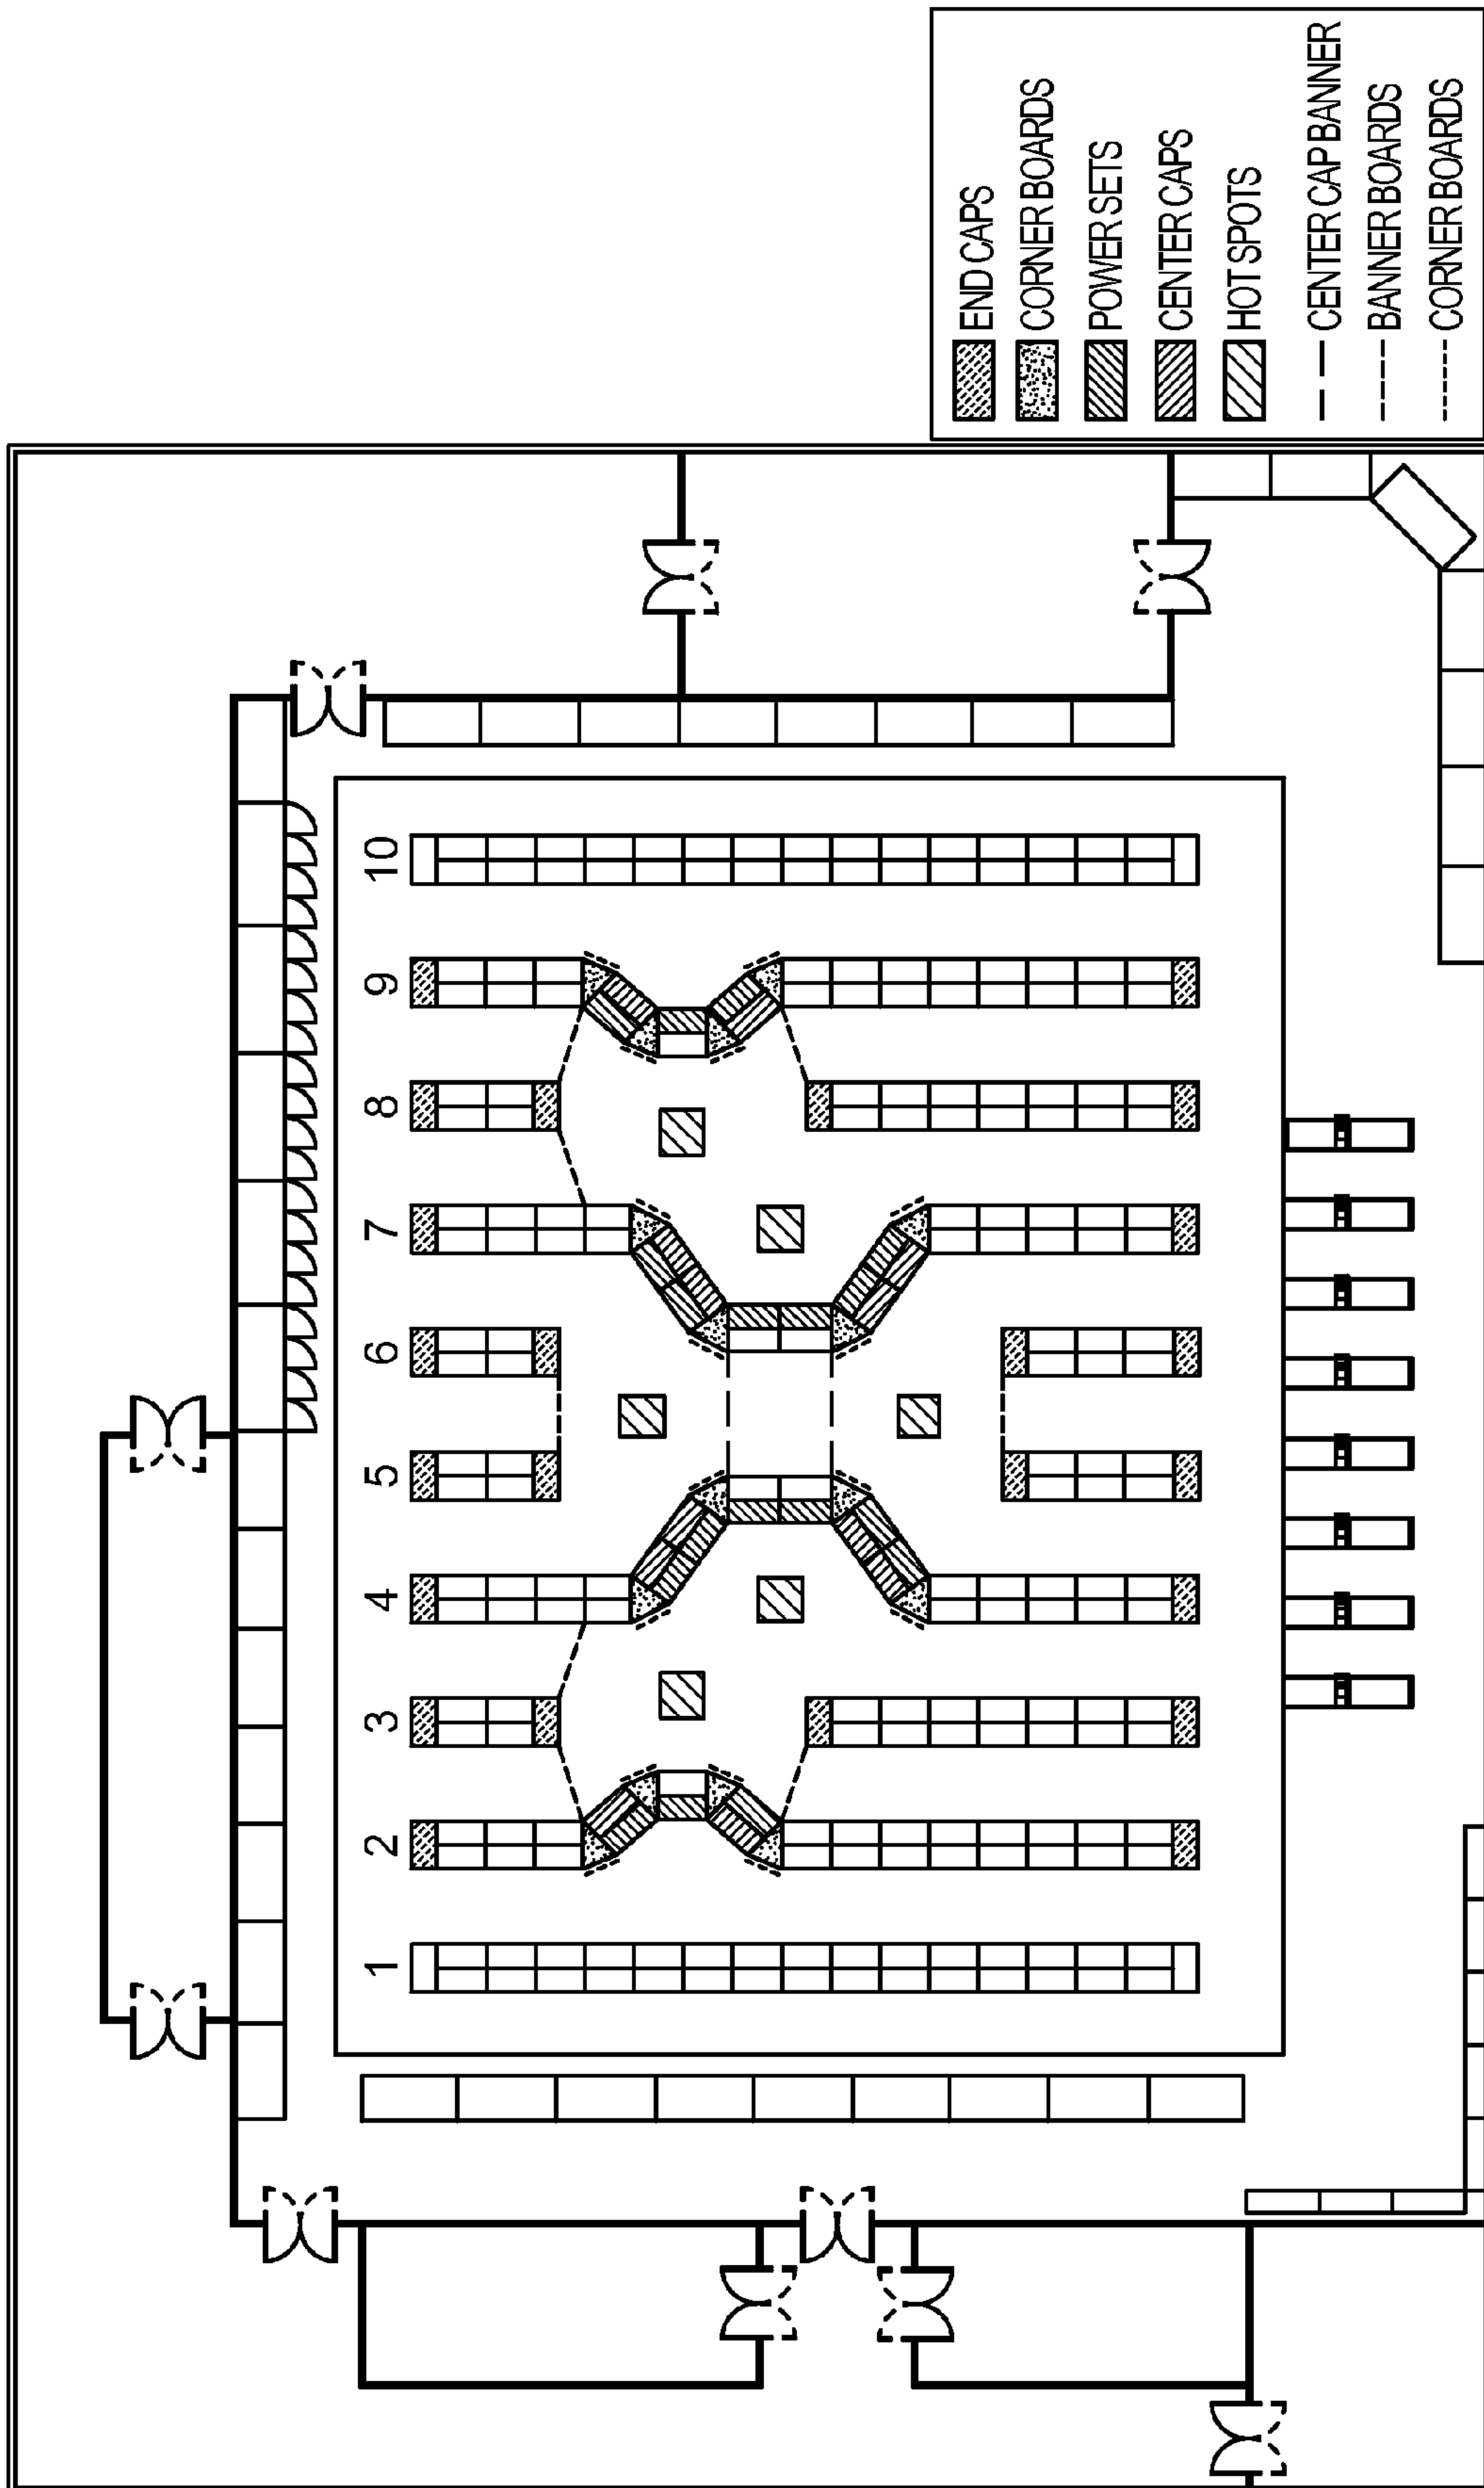 1
2
3
4
5
6
7
8
9
10
END CAPS
CORNER BOARDS
POWER SETS
CENTER CAPS
HOT SPOTS
CENTER CAP BANNER
BANNER BOARDS
CORNER BOARDS